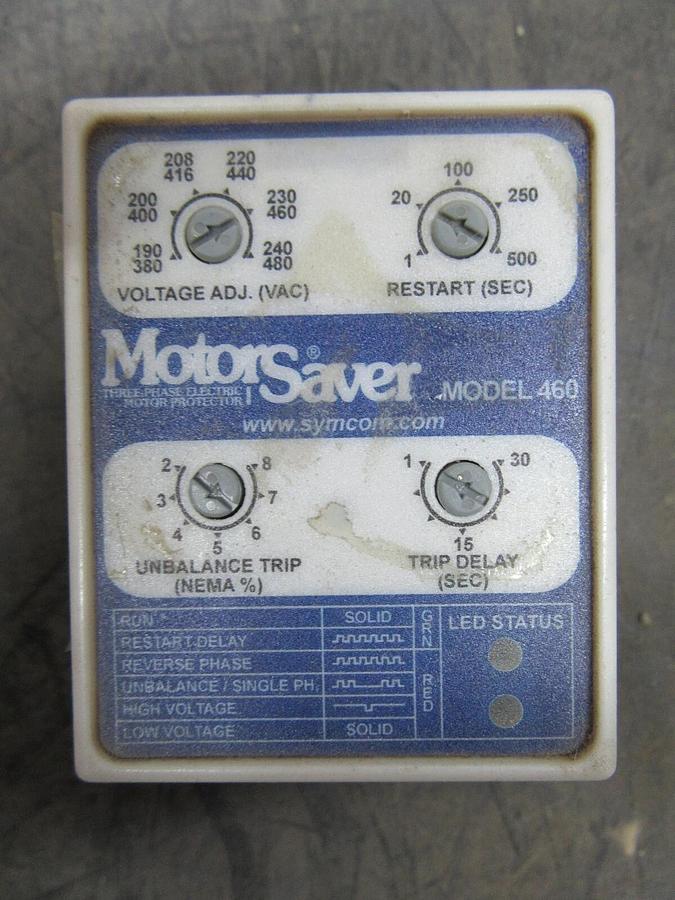 208 220
416 440
200 230
400 460
190 240
380 480
VOLTAGE ADJ. (VAC)
100
20 250
1 500
RESTART (SEC)
MotorSaver®
THREE-PHASE ELECTRIC
MOTOR PROTECTOR
MODEL 460
www.symcom.com
2 8
3 7
4 6
5
UNBALANCE TRIP
(NEMA %)
1 30
15
TRIP DELAY
(SEC)
RUN SOLID
RESTART DELAY
GRN
REVERSE PHASE
UNBALANCE / SINGLE PH.
HIGH VOLTAGE
LOW VOLTAGE SOLID
RED
LED STATUS